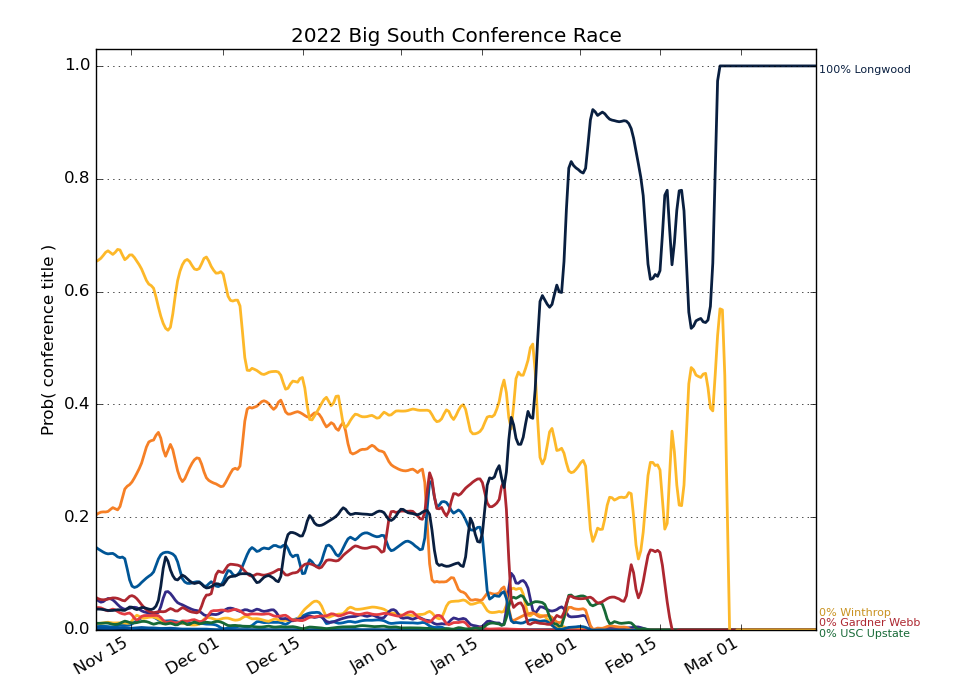 2022 Big South Conference Race
Prob( conference title )
1.0
0.8
0.6
0.4
0.2
0.0
Nov 15
Dec 01
Dec 15
Jan 01
Jan 15
Feb 01
Feb 15
Mar 01
100% Longwood
0% Winthrop
0% Gardner Webb
0% USC Upstate